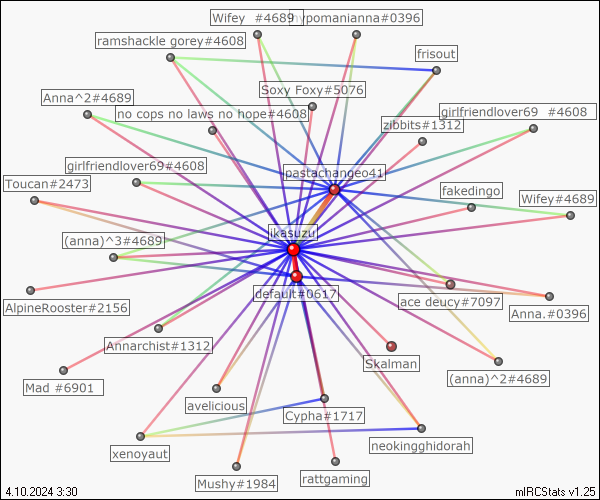 Wifey #4689
hypomanianna#0396
ramshackle gorey#4608
frisout
Soxy Foxy#5076
Anna^2#4689
no cops no laws no hope#4608
girlfriendlover69 #4608
zibbits#1312
girlfriendlover69#4608
pastachangeo41
Toucan#2473
fakedingo
Wifey#4689
ikasuzu
(anna)^3#4689
default#0617
ace deucy#7097
AlpineRooster#2156
Anna.#0396
Annarchist#1312
Skalman
(anna)^2#4689
Mad #6901
avelicious
Cypha#1717
neokingghidorah
xenoyaut
Mushy#1984
rattgaming
4.10.2024 3:30
mIRCStats v1.25